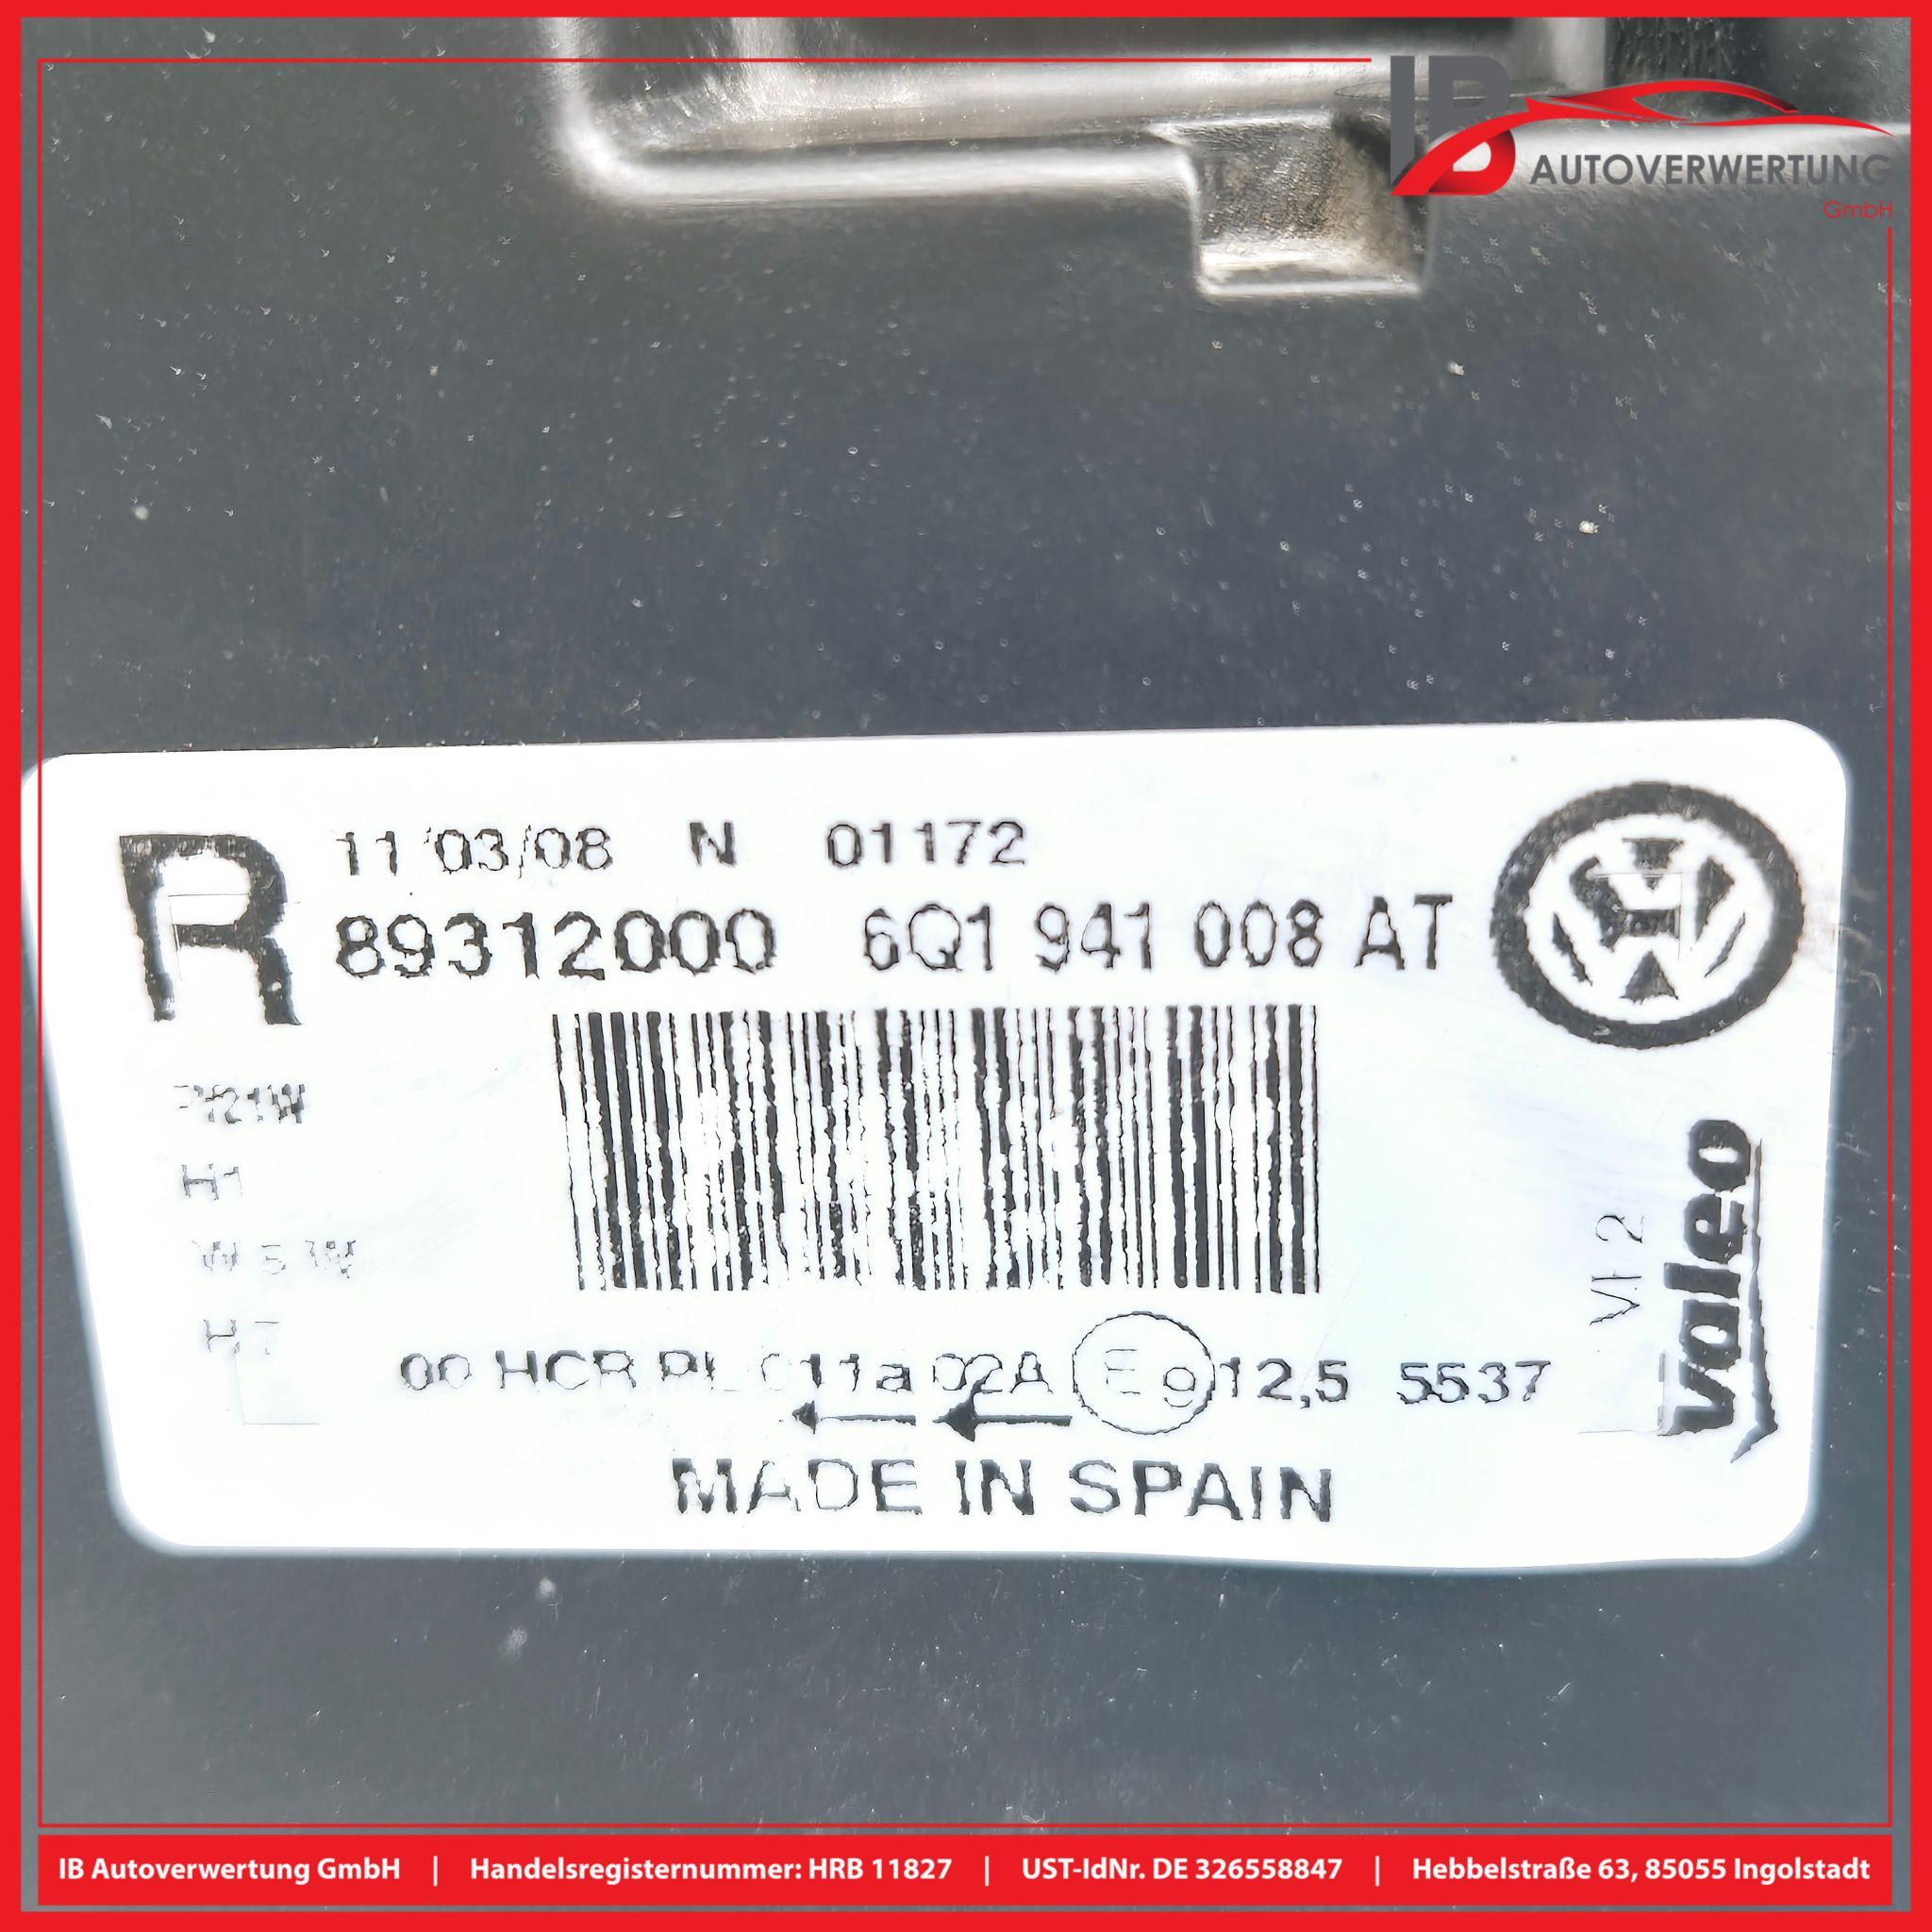 IB
AUTOVERWERTUNG
GmbH
R
11/03/08 N 01172
89312000 6Q1 941 008 AT
PY21W
H1
W5W
H7
VI 2
valeo
00 HCR PL 011a 02A E9 12,5 5537
MADE IN SPAIN
IB Autoverwertung GmbH | Handelsregisternummer: HRB 11827 | UST-IdNr. DE 326558847 | Hebbelstraße 63, 85055 Ingolstadt